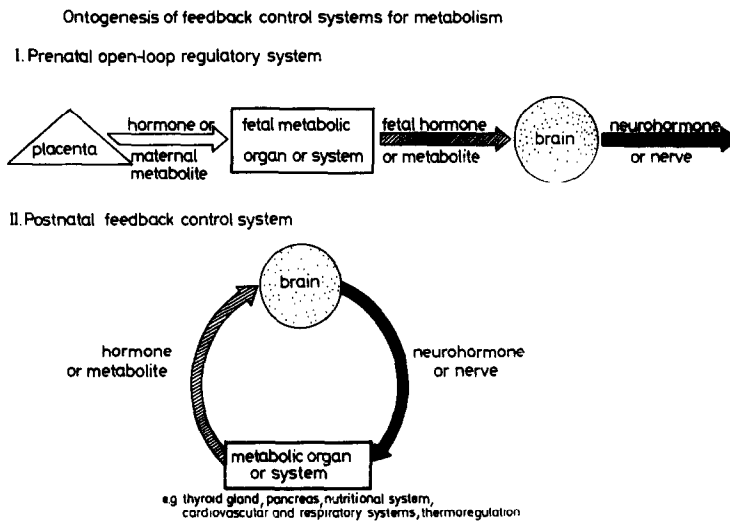 Ontogenesis of feedback control systems for metabolism
I. Prenatal open-loop regulatory system
placenta
hormone or
maternal
metabolite
fetal metabolic
organ or system
fetal hormone
or metabolite
brain
neurohormone
or nerve
II. Postnatal feedback control system
brain
hormone
or metabolite
neurohormone
or nerve
metabolic organ
or system
e.g thyroid gland, pancreas, nutritional system,
cardiovascular and respiratory systems, thermoregulation